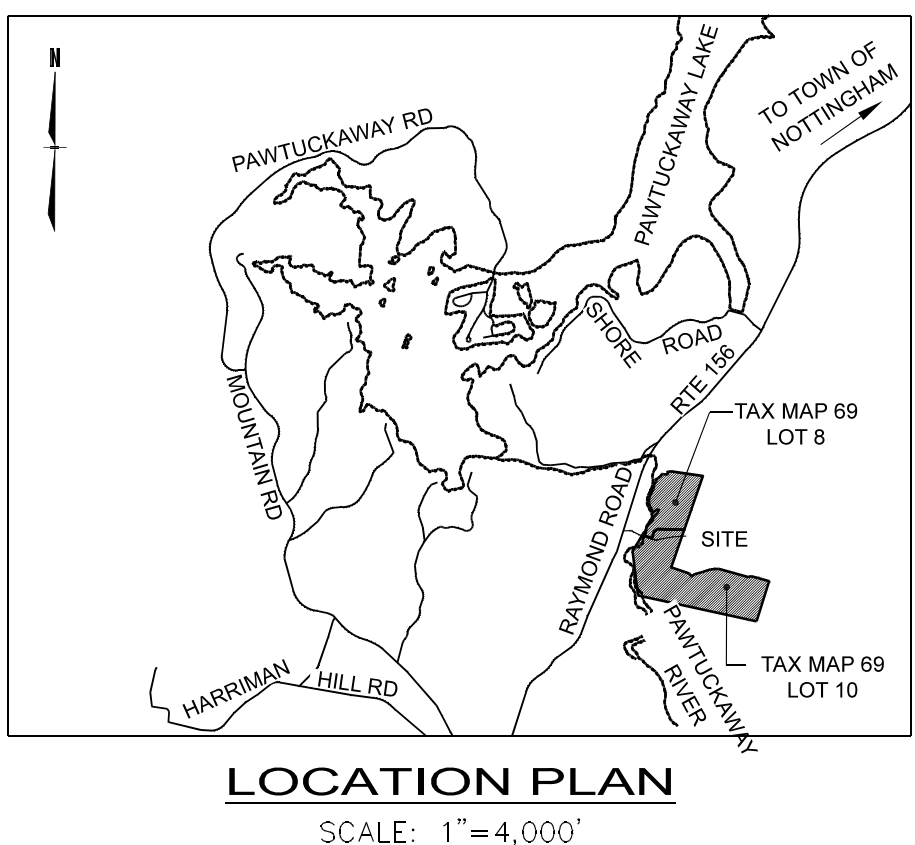 N
PAWTUCKAWAY RD
PAWTUCKAWAY LAKE
TO TOWN OF
NOTTINGHAM
SHORE
ROAD
RTE 156
MOUNTAIN RD
TAX MAP 69
LOT 8
RAYMOND ROAD
SITE
PAWTUCKAWAY
RIVER
TAX MAP 69
LOT 10
HARRIMAN
HILL RD
LOCATION PLAN
SCALE: 1"=4,000'